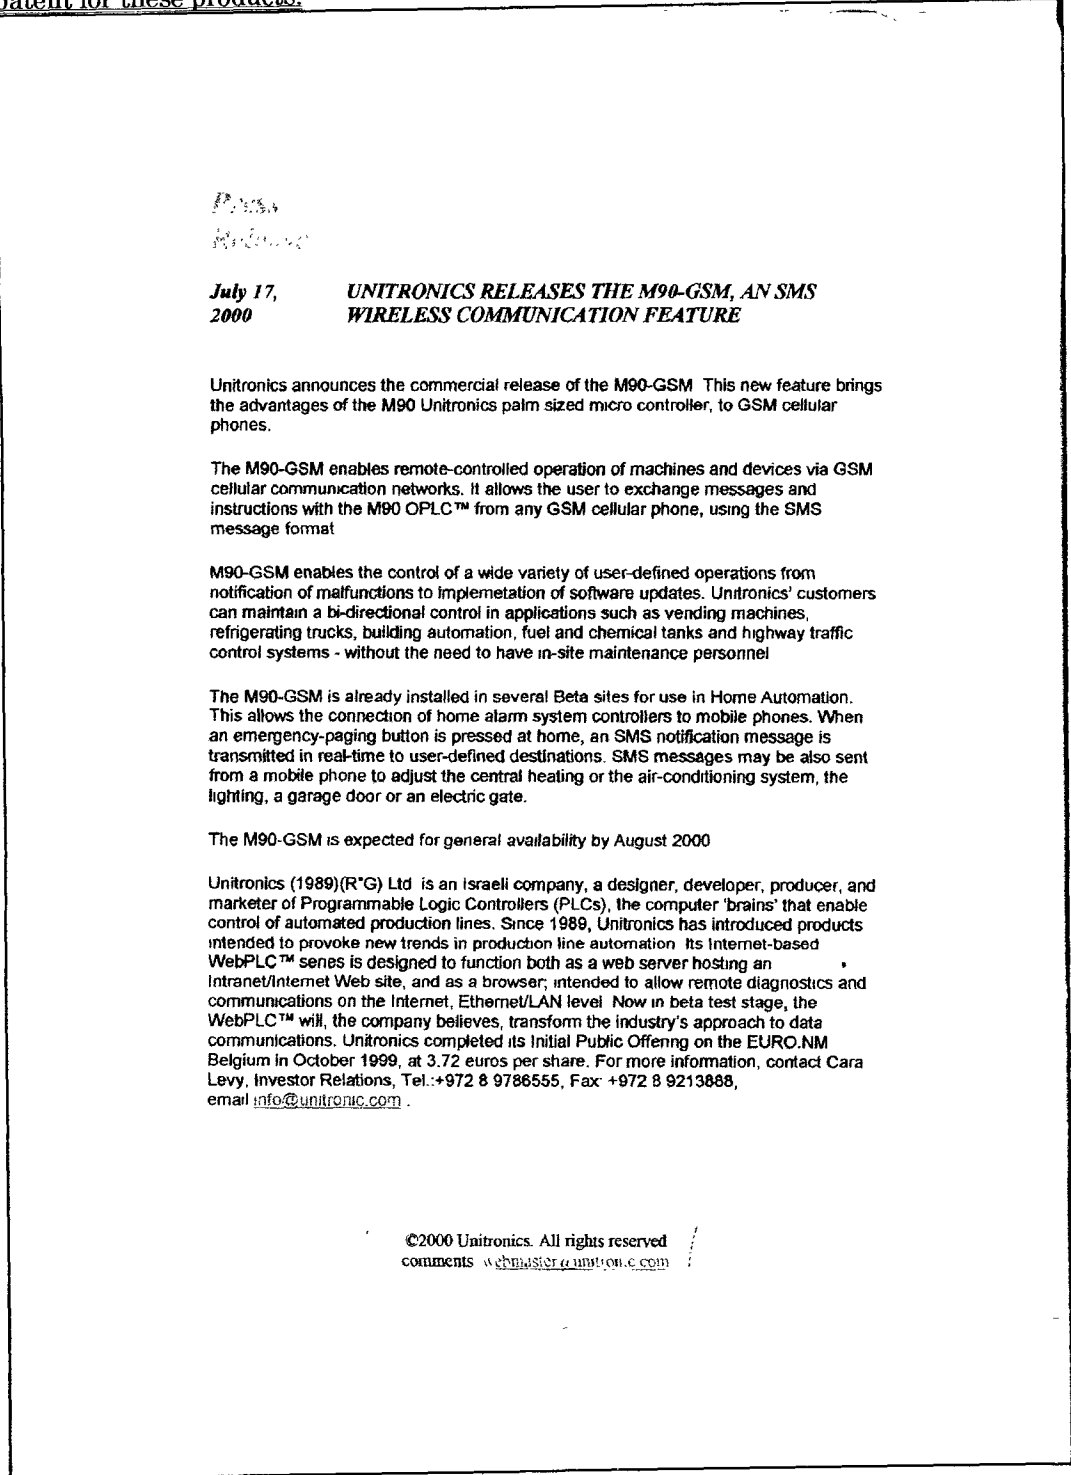 patent for these products.
Press
Release
July 17, UNITRONICS RELEASES THE M90-GSM, AN SMS
2000 WIRELESS COMMUNICATION FEATURE
Unitronics announces the commercial release of the M90-GSM This new feature brings
the advantages of the M90 Unitronics palm sized micro controller, to GSM cellular
phones.
The M90-GSM enables remote-controlled operation of machines and devices via GSM
cellular communication networks. It allows the user to exchange messages and
instructions with the M90 OPLC™ from any GSM cellular phone, using the SMS
message format
M90-GSM enables the control of a wide variety of user-defined operations from
notification of malfunctions to implemetation of software updates. Unitronics' customers
can maintain a bi-directional control in applications such as vending machines,
refrigerating trucks, building automation, fuel and chemical tanks and highway traffic
control systems - without the need to have in-site maintenance personnel
The M90-GSM is already installed in several Beta sites for use in Home Automation.
This allows the connection of home alarm system controllers to mobile phones. When
an emergency-paging button is pressed at home, an SMS notification message is
transmitted in real-time to user-defined destinations. SMS messages may be also sent
from a mobile phone to adjust the central heating or the air-conditioning system, the
lighting, a garage door or an electric gate.
The M90-GSM is expected for general availability by August 2000
Unitronics (1989)(R"G) Ltd is an Israeli company, a designer, developer, producer, and
marketer of Programmable Logic Controllers (PLCs), the computer 'brains' that enable
control of automated production lines. Since 1989, Unitronics has introduced products
intended to provoke new trends in production line automation Its Internet-based
WebPLC™ series is designed to function both as a web server hosting an
Intranet/Internet Web site, and as a browser; intended to allow remote diagnostics and
communications on the Internet, Ethernet/LAN level Now in beta test stage, the
WebPLC™ will, the company believes, transform the industry's approach to data
communications. Unitronics completed its Initial Public Offering on the EURO.NM
Belgium in October 1999, at 3.72 euros per share. For more information, contact Cara
Levy, Investor Relations, Tel.:+972 8 9786555, Fax +972 8 9213888,
email info@unitronic.com .
©2000 Unitronics. All rights reserved
comments webmaster@unitronic.com